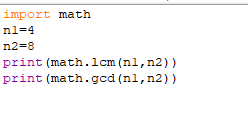 import math
n1=4
n2=8
print(math.lcm(n1,n2))
print(math.gcd(n1,n2))